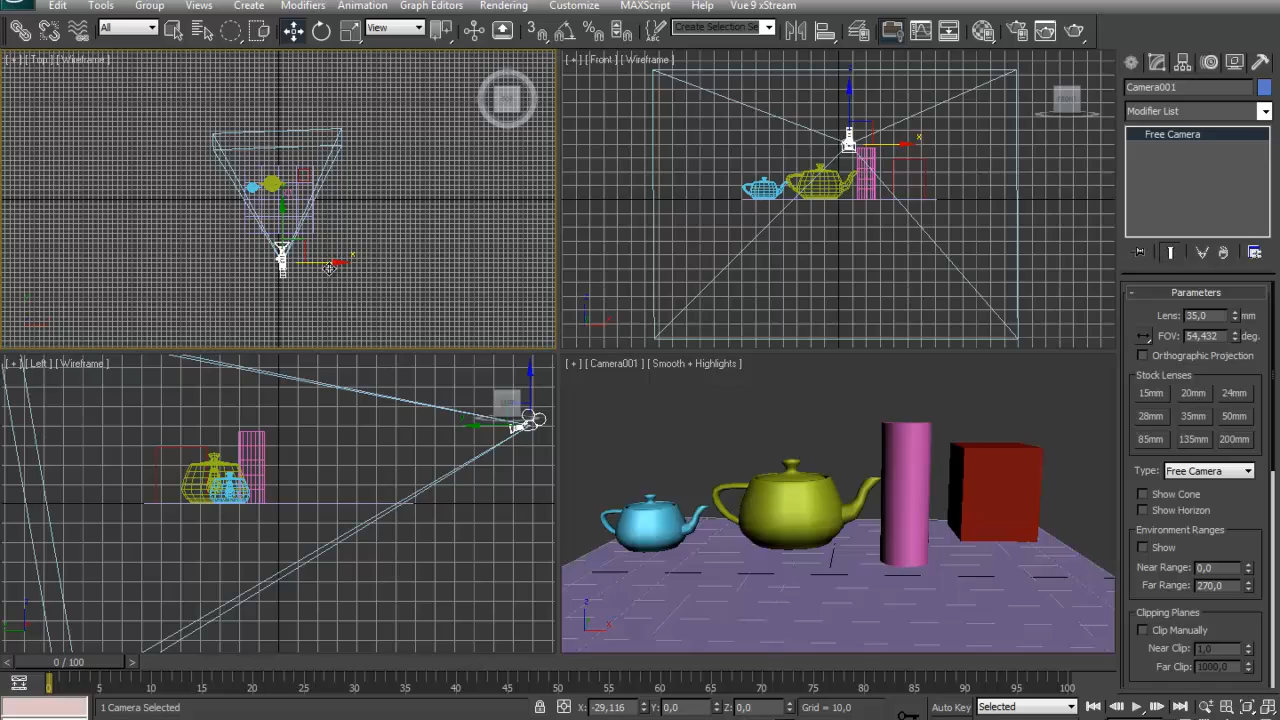 Edit Tools Group Views Create Modifiers Animation Graph Editors Rendering Customize MAXScript Help Vue 9 xStream
All View Create Selection Se
[ + ] [ Top ] [ Wireframe ]
[ + ] [ Front ] [ Wireframe ]
TOP
FRONT
Camera001
Modifier List
Free Camera
[ + ] [ Left ] [ Wireframe ]
[ + ] [ Camera001 ] [ Smooth + Highlights ]
Parameters
Lens: 35,0 mm
FOV: 54,432 deg.
Orthographic Projection
Stock Lenses
15mm 20mm 24mm
28mm 35mm 50mm
85mm 135mm 200mm
Type: Free Camera
Show Cone
Show Horizon
Environment Ranges
Show
Near Range: 0,0
Far Range: 270,0
Clipping Planes
Clip Manually
Near Clip: 1,0
Far Clip: 1000,0
< 0 / 100 >
0 5 10 15 20 25 30 35 40 45 50 55 60 65 70 75 80 85 90 95 100
1 Camera Selected X: -29,116 Y: 0,0 Z: 0,0 Grid = 10,0 Auto Key Selected